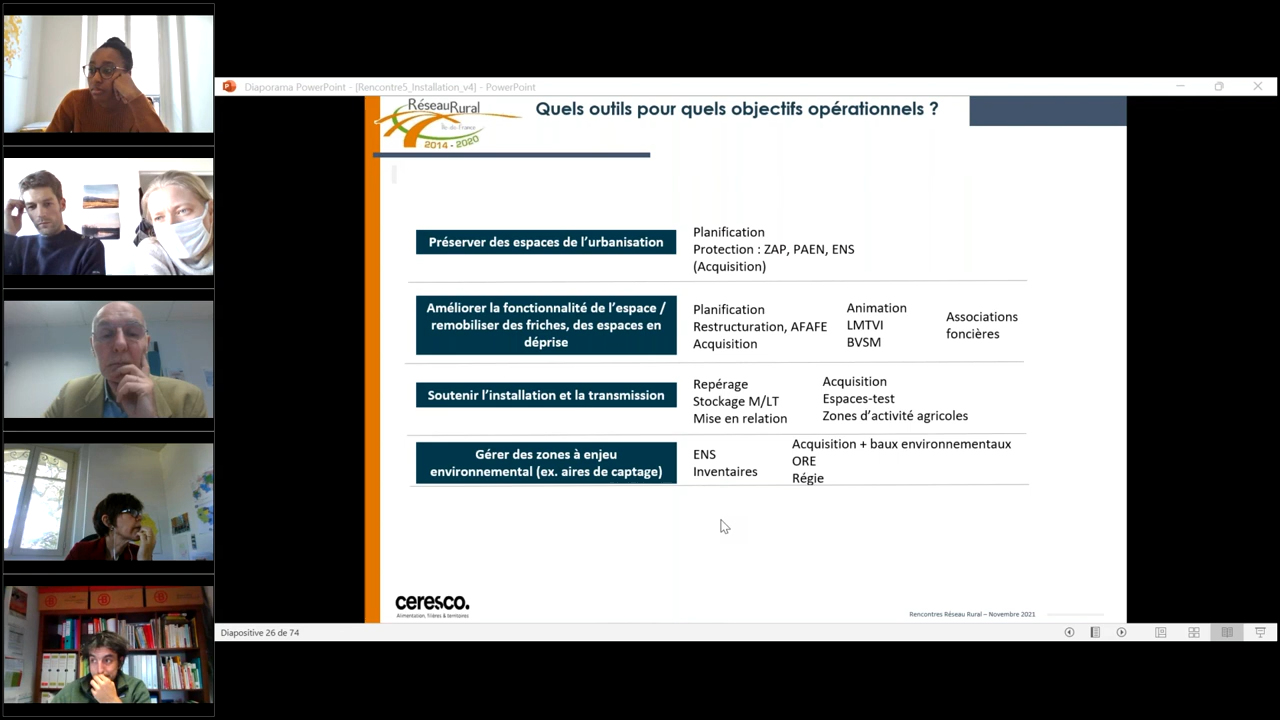 Diaporama PowerPoint - [Rencontre5_Installation_v4] - PowerPoint
RéseauRural
Île de France
2014 - 2020
Quels outils pour quels objectifs opérationnels ?
Préserver des espaces de l'urbanisation
Planification
Protection : ZAP, PAEN, ENS
(Acquisition)
Améliorer la fonctionnalité de l'espace /
remobiliser des friches, des espaces en
déprise
Planification
Restructuration, AFAFE
Acquisition
Animation
LMTVI
BVSM
Associations
foncières
Soutenir l'installation et la transmission
Repérage
Stockage M/LT
Mise en relation
Acquisition
Espaces-test
Zones d'activité agricoles
Gérer des zones à enjeu
environnemental (ex. aires de captage)
ENS
Inventaires
Acquisition + baux environnementaux
ORE
Régie
ceresco.
Alimentation, filières & territoires
Rencontres Réseau Rural – Novembre 2021
Diapositive 26 de 74